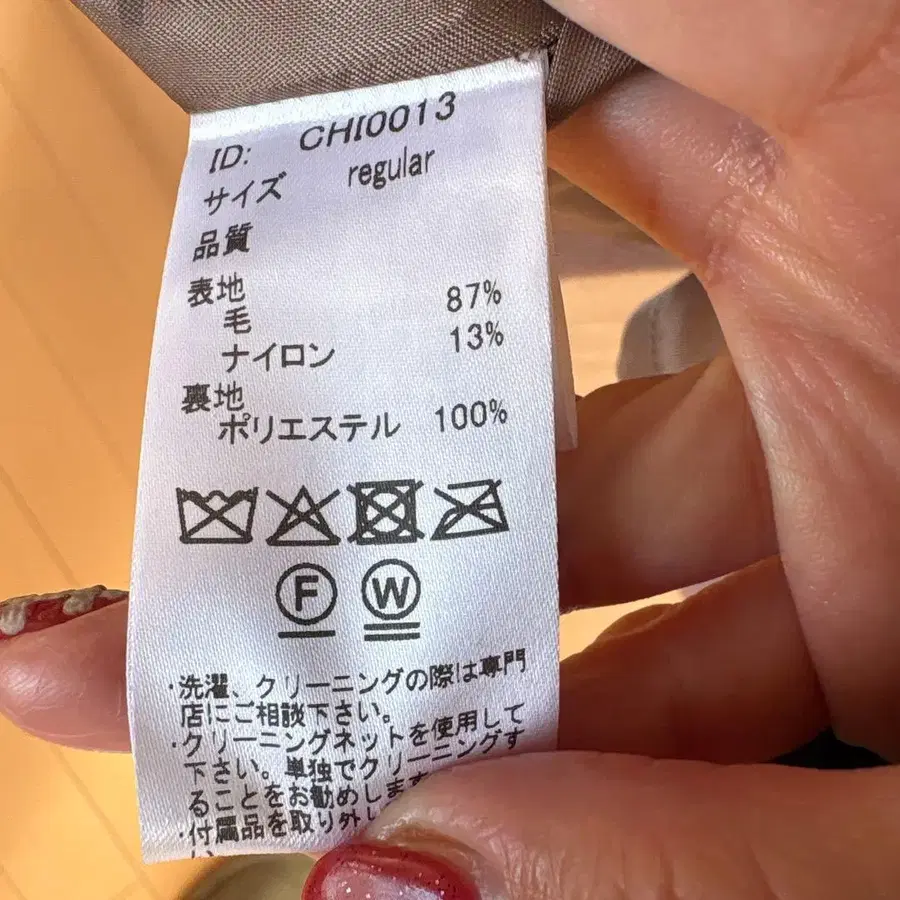 ID: CHI0013
サイズ regular
品質
表地
毛 87%
ナイロン 13%
裏地
ポリエステル 100%
F W
・洗濯、クリーニングの際は専門
店にご相談下さい。
・クリーニングネットを使用して
下さい。単独でクリーニングす
ることをお勧めします
・付属品を取り外し